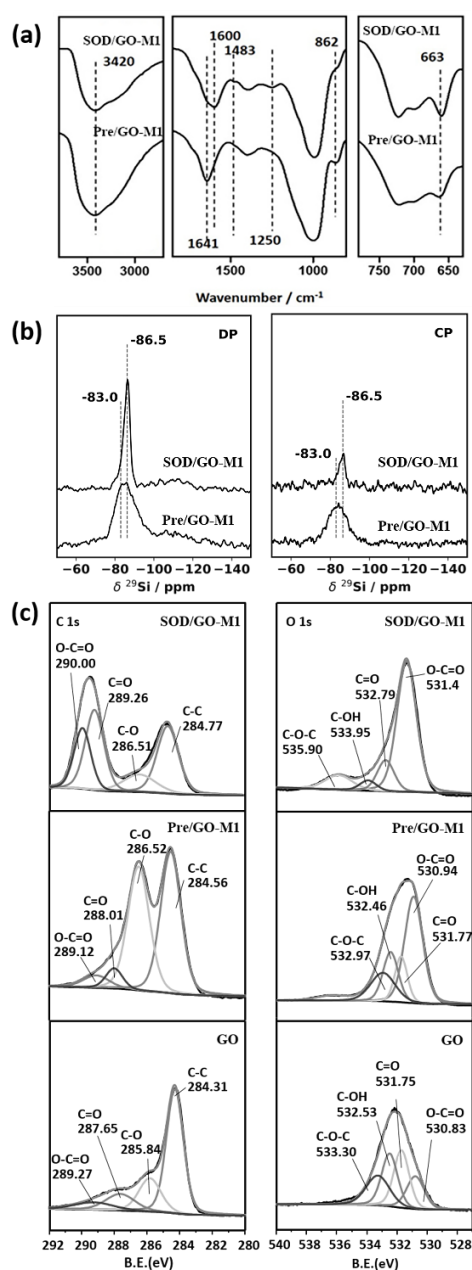 (a)
3420
1600
1483
862
663
SOD/GO-M1
SOD/GO-M1
SOD/GO-M1
Pre/GO-M1
Pre/GO-M1
Pre/GO-M1
1641
1250
3500 3000 1500 1000 750 700 650
Wavenumber / cm⁻¹
(b)
DP
CP
-86.5
-83.0
-86.5
-83.0
SOD/GO-M1
SOD/GO-M1
Pre/GO-M1
Pre/GO-M1
-60 -80 -100 -120 -140
-60 -80 -100 -120 -140
δ ²⁹Si / ppm
δ ²⁹Si / ppm
(c)
C 1s
SOD/GO-M1
O-C=O
290.00
C=O
289.26
C-O
286.51
C-C
284.77
O 1s
SOD/GO-M1
O-C=O
531.4
C=O
532.79
C-OH
533.95
C-O-C
535.90
Pre/GO-M1
C-O
286.52
C-C
284.56
C=O
288.01
O-C=O
289.12
Pre/GO-M1
O-C=O
530.94
C-OH
532.46
C=O
531.77
C-O-C
532.97
GO
C-C
284.31
C=O
287.65
C-O
285.84
O-C=O
289.27
GO
C=O
531.75
C-OH
532.53
O-C=O
530.83
C-O-C
533.30
292 290 288 286 284 282 280
540 538 536 534 532 530 528
B.E.(eV)
B.E.(eV)